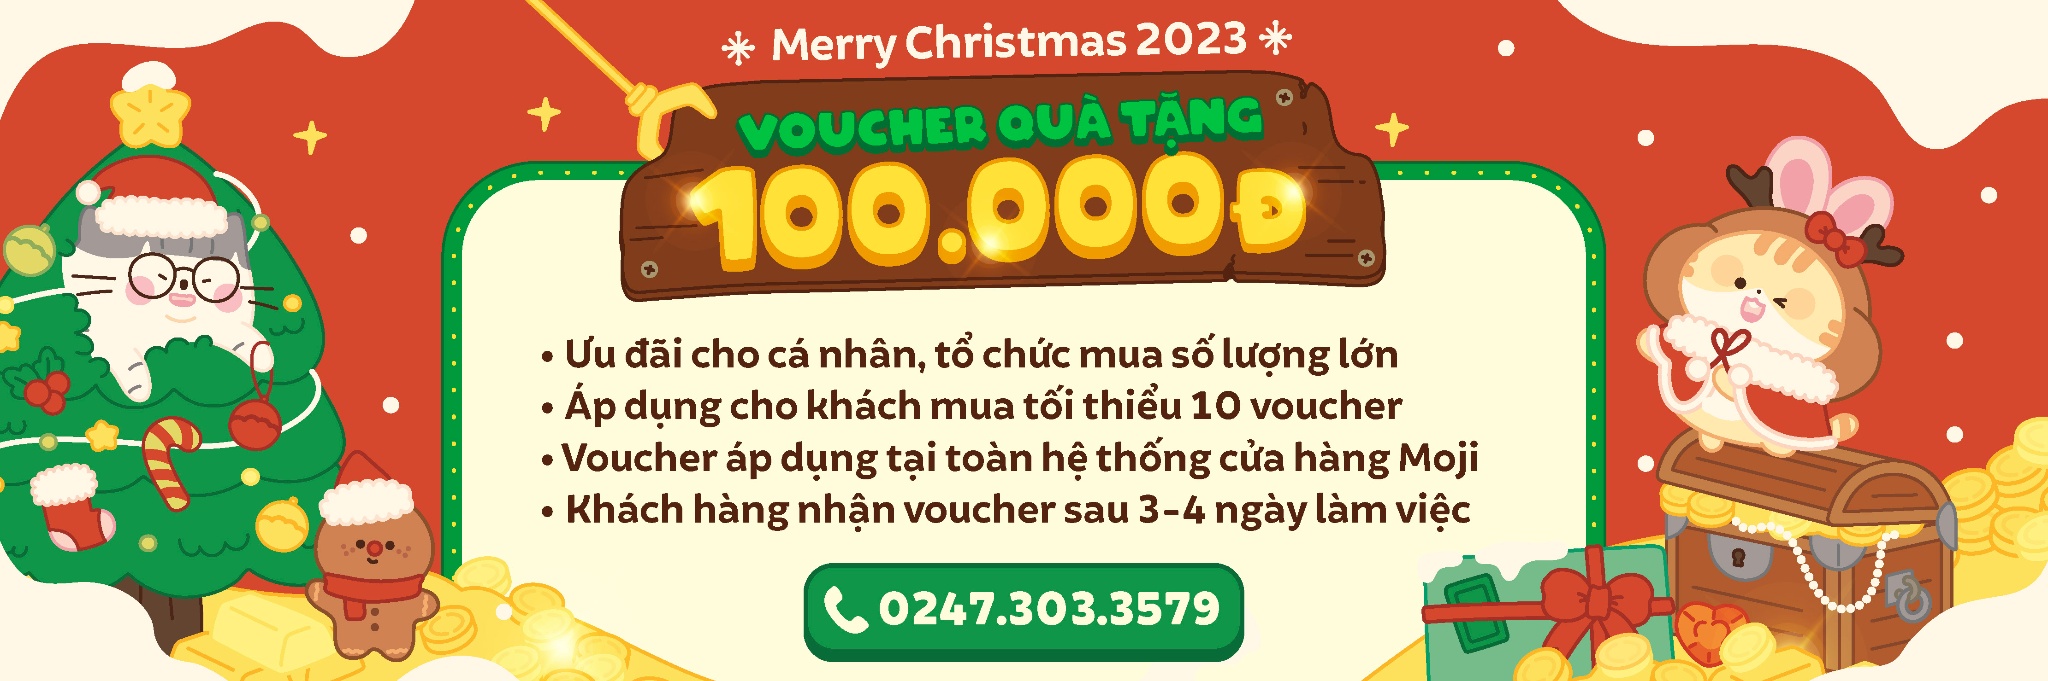 Merry Christmas 2023
VOUCHER QUÀ TẶNG
100.000Đ
• Ưu đãi cho cá nhân, tổ chức mua số lượng lớn
• Áp dụng cho khách mua tối thiểu 10 voucher
• Voucher áp dụng tại toàn hệ thống cửa hàng Moji
• Khách hàng nhận voucher sau 3-4 ngày làm việc
0247.303.3579